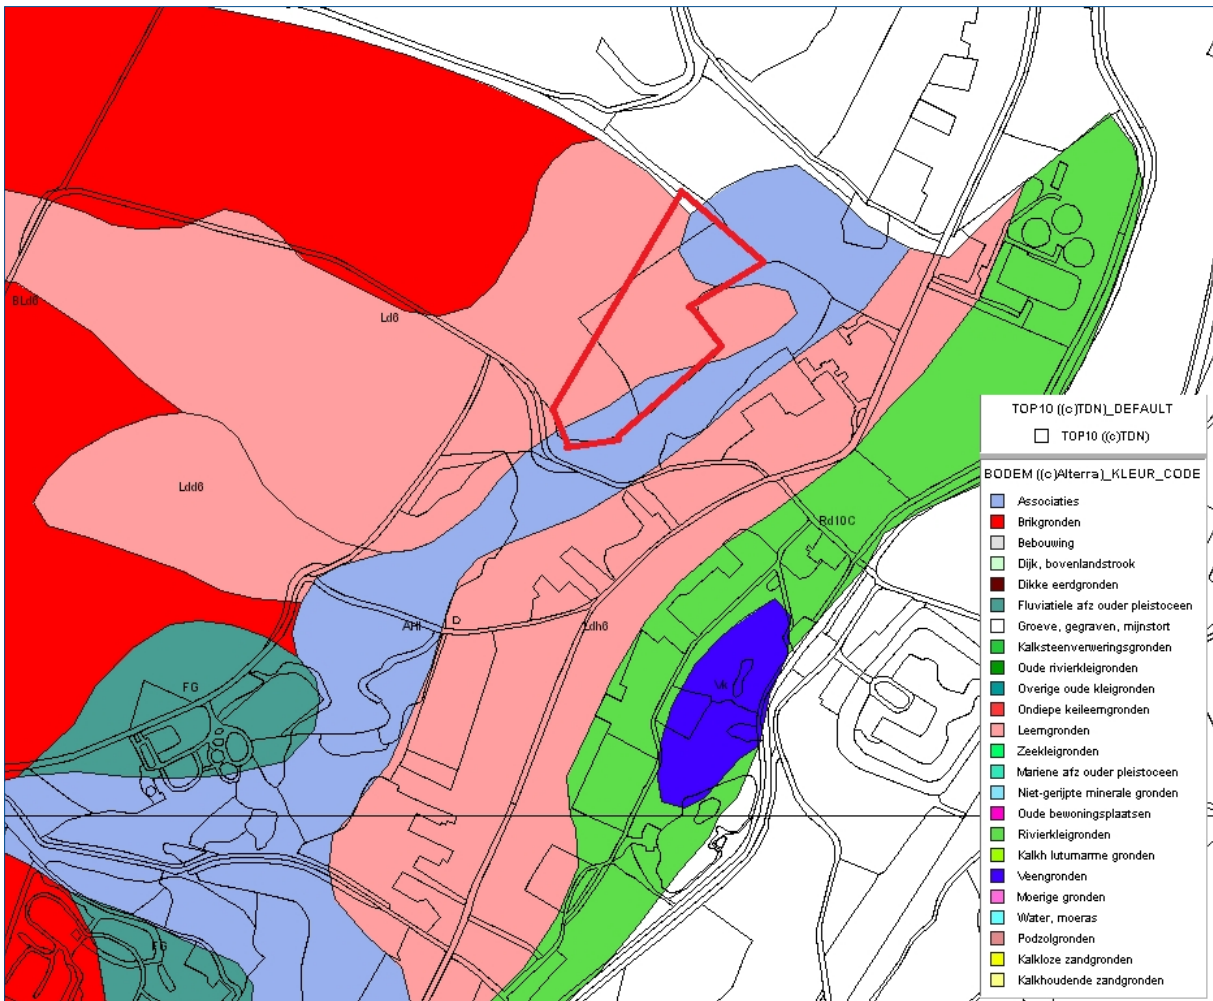 BLd6
Ld6
Ldd6
Rd10C
AHl
Ldh6
FG
Vk
FG
TOP10 ((c)TDN)_DEFAULT
TOP10 ((c)TDN)
BODEM ((c)Alterra)_KLEUR_CODE
Associaties
Brikgronden
Bebouwing
Dijk, bovenlandstrook
Dikke eerdgronden
Fluviatiele afz ouder pleistoceen
Groeve, gegraven, mijnstort
Kalksteenverweringsgronden
Oude rivierkleigronden
Overige oude kleigronden
Ondiepe keileemgronden
Leemgronden
Zeekleigronden
Mariene afz ouder pleistoceen
Niet-gerijpte minerale gronden
Oude bewoningsplaatsen
Rivierkleigronden
Kalkh lutumarme gronden
Veengronden
Moerige gronden
Water, moeras
Podzolgronden
Kalkloze zandgronden
Kalkhoudende zandgronden